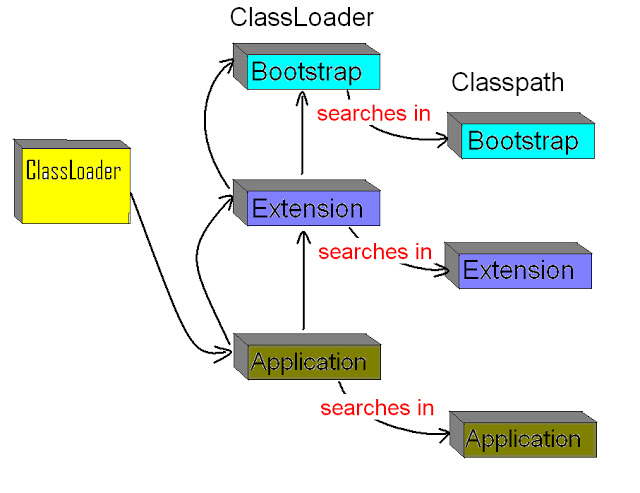 ClassLoader
Bootstrap
Classpath
searches in
Bootstrap
ClassLoader
Extension
searches in
Extension
Application
searches in
Application